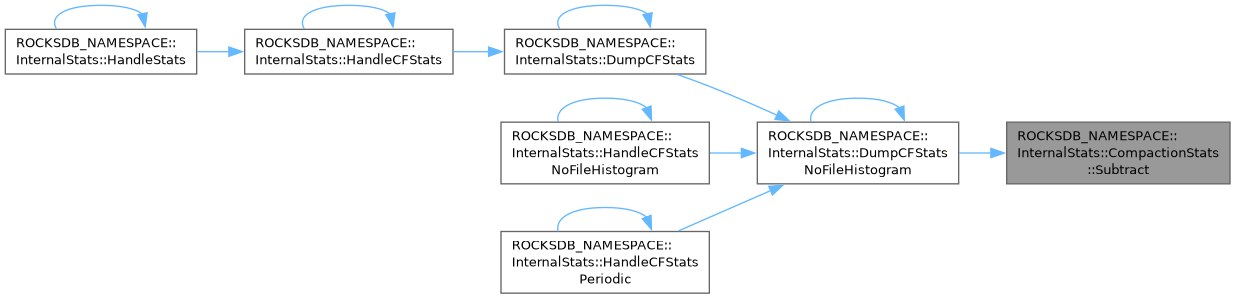 ROCKSDB_NAMESPACE::
InternalStats::HandleStats
ROCKSDB_NAMESPACE::
InternalStats::HandleCFStats
ROCKSDB_NAMESPACE::
InternalStats::DumpCFStats
ROCKSDB_NAMESPACE::
InternalStats::HandleCFStats
NoFileHistogram
ROCKSDB_NAMESPACE::
InternalStats::DumpCFStats
NoFileHistogram
ROCKSDB_NAMESPACE::
InternalStats::CompactionStats
::Subtract
ROCKSDB_NAMESPACE::
InternalStats::HandleCFStats
Periodic